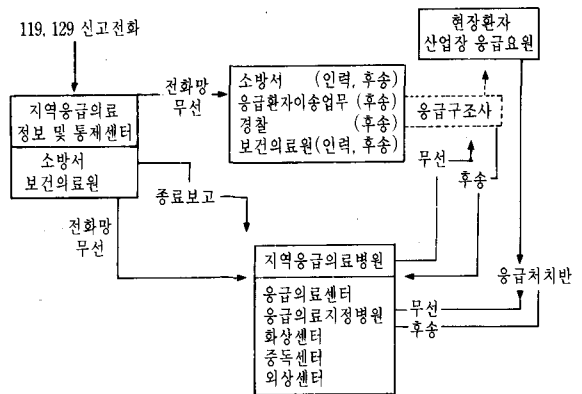 119, 129 신고전화
현장환자
산업장 응급요원
전화망
무선
소방서 (인력, 후송)
응급환자이송업무 (후송)
경찰 (후송)
보건의료원(인력, 후송)
응급구조사
지역응급의료
정보 및 통제센터
소방서
보건의료원
종료보고
무선
후송
전화망
무선
지역응급의료병원
응급의료센터
응급의료지정병원
화상센터
중독센터
외상센터
응급처치반
무선
후송